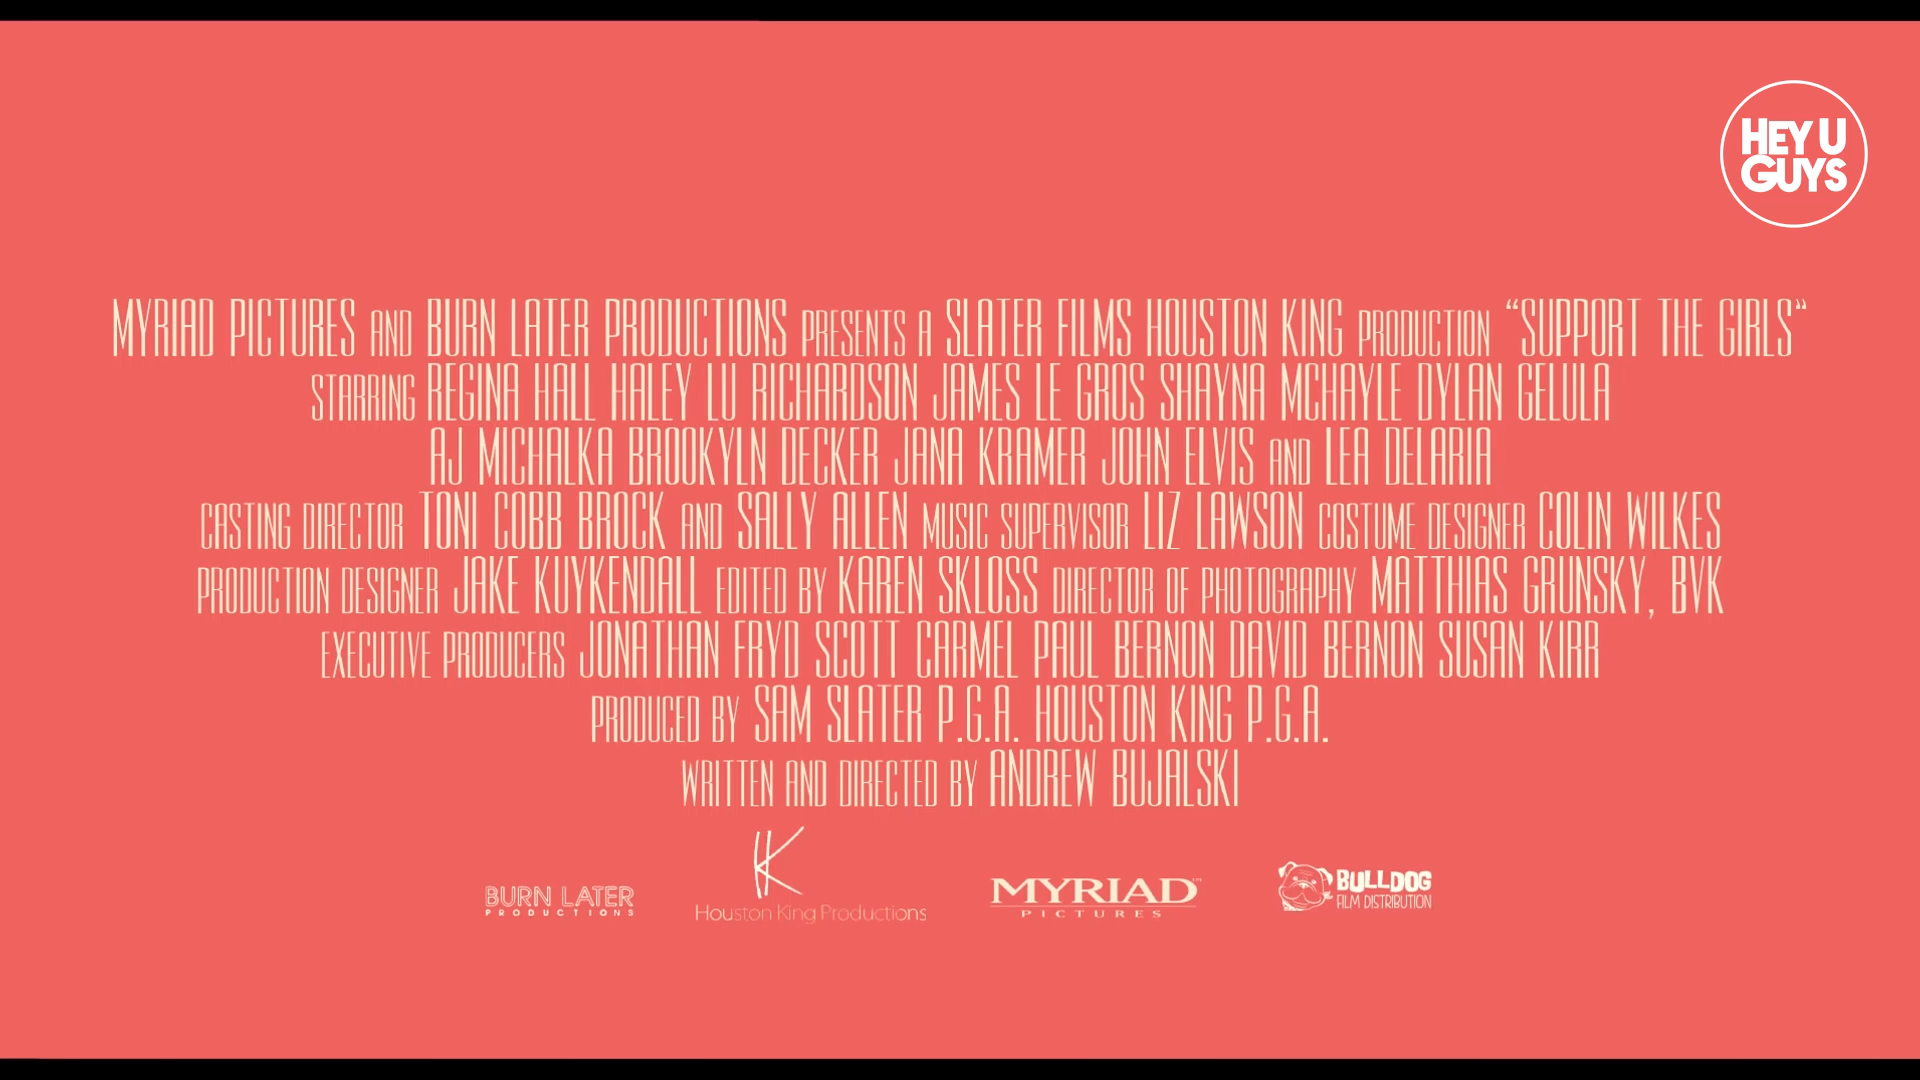 HEY U
GUYS
MYRIAD PICTURES AND BURN LATER PRODUCTIONS PRESENTS A SLATER FILMS HOUSTON KING PRODUCTION “SUPPORT THE GIRLS“
STARRING REGINA HALL HALEY LU RICHARDSON JAMES LE GROS SHAYNA MCHAYLE DYLAN GELULA
AJ MICHALKA BROOKYLN DECKER JANA KRAMER JOHN ELVIS AND LEA DELARIA
CASTING DIRECTOR TONI COBB BROCK AND SALLY ALLEN MUSIC SUPERVISOR LIZ LAWSON COSTUME DESIGNER COLIN WILKES
PRODUCTION DESIGNER JAKE KUYKENDALL EDITED BY KAREN SKLOSS DIRECTOR OF PHOTOGRAPHY MATTHIAS GRUNSKY, BVK
EXECUTIVE PRODUCERS JONATHAN FRYD SCOTT CARMEL PAUL BERNON DAVID BERNON SUSAN KIRR
PRODUCED BY SAM SLATER P.G.A. HOUSTON KING P.G.A.
WRITTEN AND DIRECTED BY ANDREW BUJALSKI
BURN LATER
PRODUCTIONS
HK
Houston King Productions
MYRIAD™
PICTURES
BULLDOG
FILM DISTRIBUTION